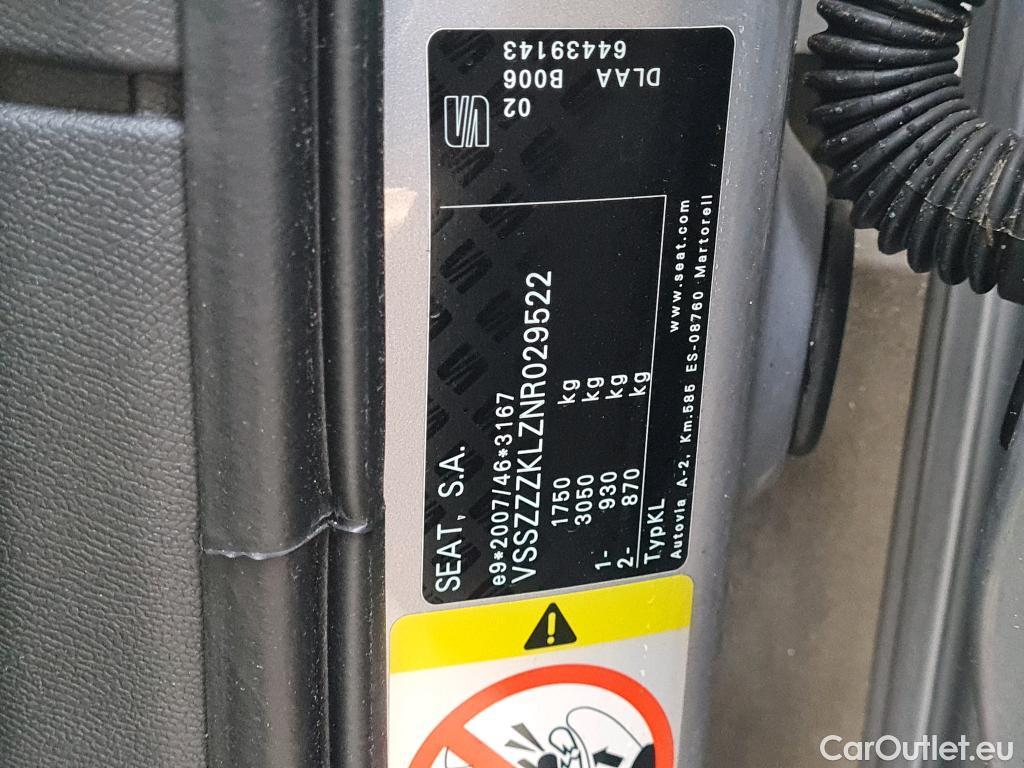 SEAT, S.A.
e9*2007/46*3167
VSSZZZKLZNR029522
1750 kg
3050 kg
1- 930 kg
2- 870 kg
TypKL
www.seat.com
Autovia A-2, Km.585 ES-08760 Martorell
02 B006 64439143
DLAA
CarOutlet.eu